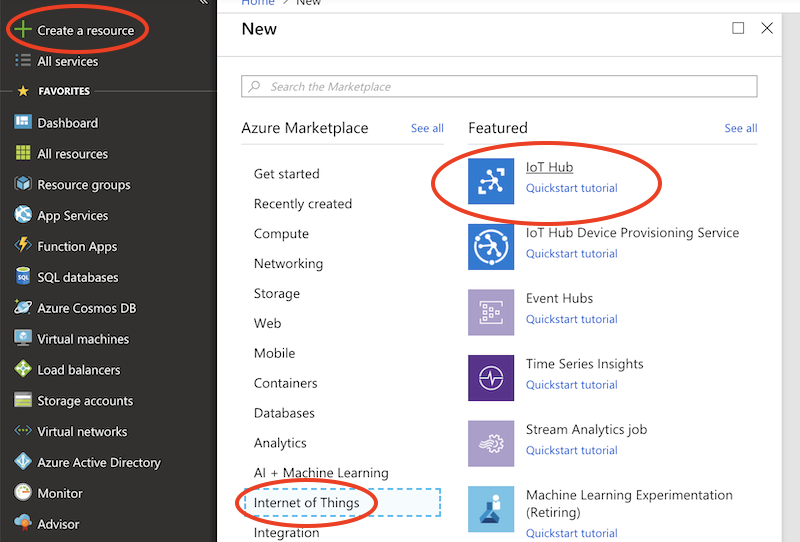 Home > New
Create a resource
All services
FAVORITES
Dashboard
All resources
Resource groups
App Services
Function Apps
SQL databases
Azure Cosmos DB
Virtual machines
Load balancers
Storage accounts
Virtual networks
Azure Active Directory
Monitor
Advisor
New
Search the Marketplace
Azure Marketplace See all
Get started
Recently created
Compute
Networking
Storage
Web
Mobile
Containers
Databases
Analytics
AI + Machine Learning
Internet of Things
Integration
Featured See all
IoT Hub
Quickstart tutorial
IoT Hub Device Provisioning Service
Quickstart tutorial
Event Hubs
Quickstart tutorial
Time Series Insights
Quickstart tutorial
Stream Analytics job
Quickstart tutorial
Machine Learning Experimentation
(Retiring)
Quickstart tutorial